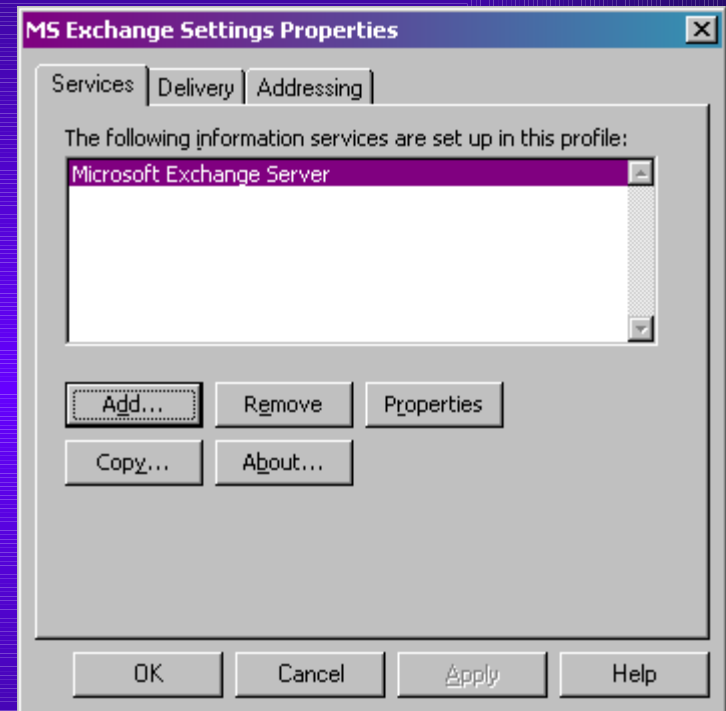 MS Exchange Settings Properties
Services Delivery Addressing
The following information services are set up in this profile:
Microsoft Exchange Server
Add... Remove Properties
Copy... About...
OK Cancel Apply Help